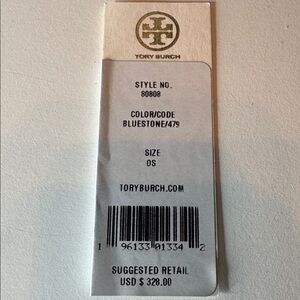 TORY BURCH
STYLE NO.
80808
COLOR/CODE
BLUESTONE/479
SIZE
OS
TORYBURCH.COM
1 96133 01334 2
SUGGESTED RETAIL
USD $ 328.00